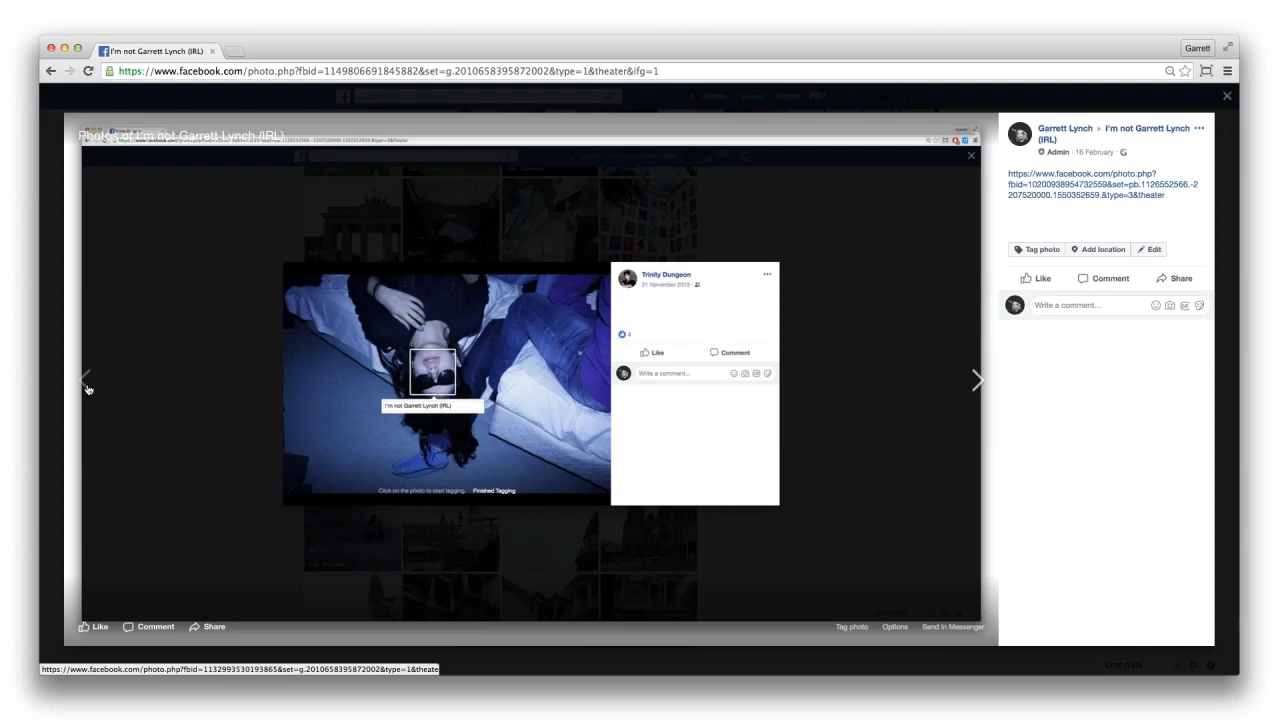 I'm not Garrett Lynch (IRL)
Garrett
https://www.facebook.com/photo.php?fbid=1149806691845882&set=g.2010658395872002&type=1&theater&ifg=1
Photos of I'm not Garrett Lynch (IRL)
Garrett Lynch ▸ I'm not Garrett Lynch
(IRL)
Admin · 16 February ·
https://www.facebook.com/photo.php?
fbid=10200938954732559&set=pb.1126552566.-2
207520000.1550352659.&type=3&theater
Tag photo Add location Edit
Like Comment Share
Write a comment...
Trinity Dungeon
21 November 2013 ·
4
Like Comment
Write a comment...
I'm not Garrett Lynch (IRL)
Click on the photo to start tagging. Finished Tagging
Like Comment Share
Tag photo Options Send in Messenger
https://www.facebook.com/photo.php?fbid=1132993530193865&set=g.2010658395872002&type=1&theate